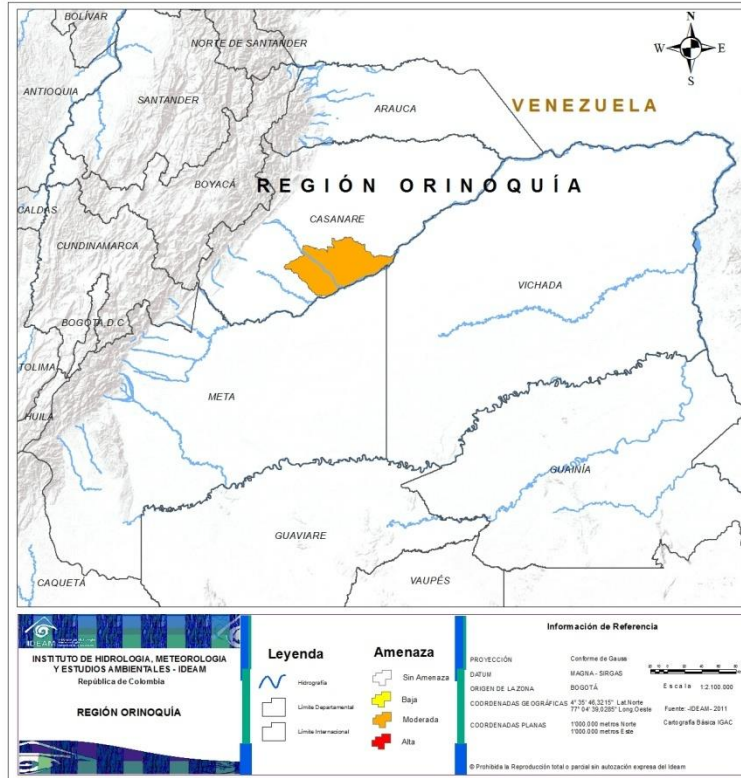 BOLÍVAR
N
W E
S
NORTE DE SANTANDER
ANTIOQUIA
SANTANDER
ARAUCA
VENEZUELA
BOYACÁ
REGIÓN ORINOQUÍA
CALDAS
CASANARE
CUNDINAMARCA
VICHADA
BOGOTÁ, D.C
TOLIMA
META
HUILA
GUAINÍA
GUAVIARE
CAQUETÁ
VAUPÉS
IDEAM
INSTITUTO DE HIDROLOGIA, METEOROLOGIA
Y ESTUDIOS AMBIENTALES - IDEAM
República de Colombia
REGIÓN ORINOQUÍA
Leyenda
Hidrografía
Límite Departamental
Límite Internacional
Amenaza
Sin Amenaza
Baja
Moderada
Alta
Información de Referencia
PROYECCIÓN Conforme de Gauss
DATUM MAGNA - SIRGAS
ORIGEN DE LA ZONA BOGOTÁ
COORDENADAS GEOGRÁFICAS 4° 35' 46,3215" Lat.Norte
77° 04' 39,0285" Long.Oeste
COORDENADAS PLANAS 1'000.000 metros Norte
1'000.000 metros Este
Escala 1:2.100.000
Fuente: -IDEAM- 2011
Cartografía Básica IGAC
© Prohibida la Reproducción total o parcial sin autozación expresa del Ideam